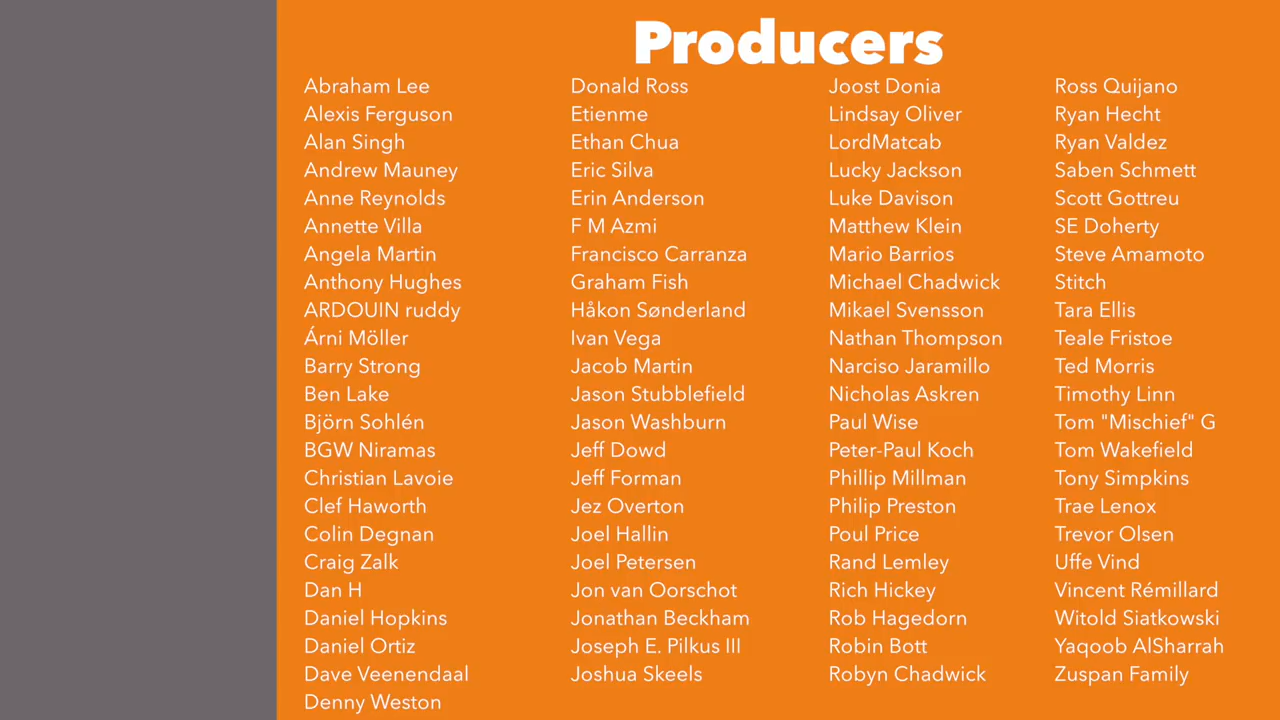 Producers
Abraham Lee
Alexis Ferguson
Alan Singh
Andrew Mauney
Anne Reynolds
Annette Villa
Angela Martin
Anthony Hughes
ARDOUIN ruddy
Árni Möller
Barry Strong
Ben Lake
Björn Sohlén
BGW Niramas
Christian Lavoie
Clef Haworth
Colin Degnan
Craig Zalk
Dan H
Daniel Hopkins
Daniel Ortiz
Dave Veenendaal
Denny Weston
Donald Ross
Etienme
Ethan Chua
Eric Silva
Erin Anderson
F M Azmi
Francisco Carranza
Graham Fish
Håkon Sønderland
Ivan Vega
Jacob Martin
Jason Stubblefield
Jason Washburn
Jeff Dowd
Jeff Forman
Jez Overton
Joel Hallin
Joel Petersen
Jon van Oorschot
Jonathan Beckham
Joseph E. Pilkus III
Joshua Skeels
Joost Donia
Lindsay Oliver
LordMatcab
Lucky Jackson
Luke Davison
Matthew Klein
Mario Barrios
Michael Chadwick
Mikael Svensson
Nathan Thompson
Narciso Jaramillo
Nicholas Askren
Paul Wise
Peter-Paul Koch
Phillip Millman
Philip Preston
Poul Price
Rand Lemley
Rich Hickey
Rob Hagedorn
Robin Bott
Robyn Chadwick
Ross Quijano
Ryan Hecht
Ryan Valdez
Saben Schmett
Scott Gottreu
SE Doherty
Steve Amamoto
Stitch
Tara Ellis
Teale Fristoe
Ted Morris
Timothy Linn
Tom "Mischief" G
Tom Wakefield
Tony Simpkins
Trae Lenox
Trevor Olsen
Uffe Vind
Vincent Rémillard
Witold Siatkowski
Yaqoob AlSharrah
Zuspan Family